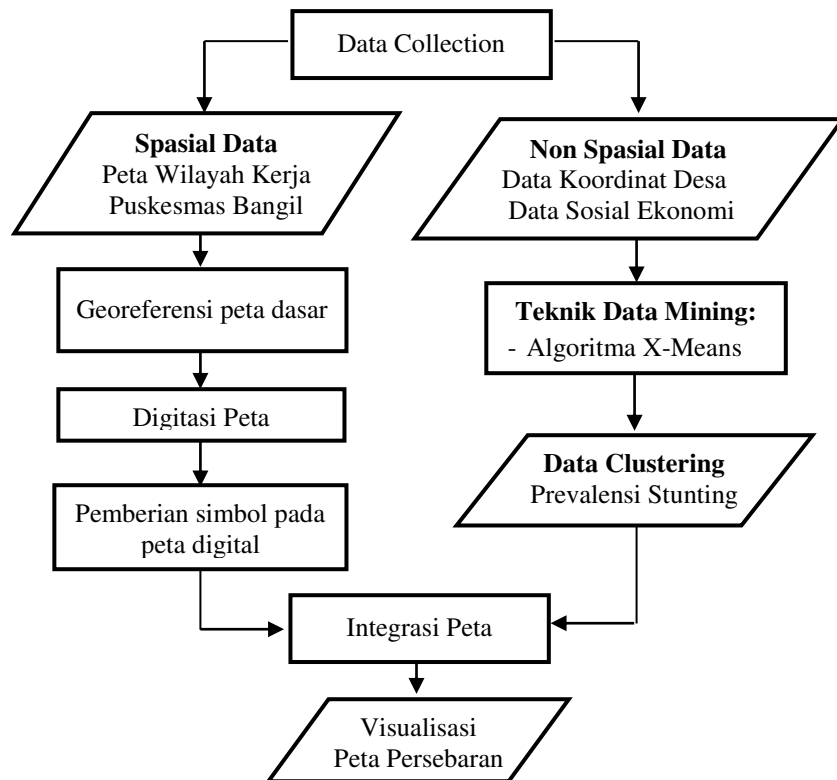 Data Collection
Spasial Data
Peta Wilayah Kerja
Puskesmas Bangil
Non Spasial Data
Data Koordinat Desa
Data Sosial Ekonomi
Georeferensi peta dasar
Teknik Data Mining:
- Algoritma X-Means
Digitasi Peta
Data Clustering
Prevalensi Stunting
Pemberian simbol pada
peta digital
Integrasi Peta
Visualisasi
Peta Persebaran